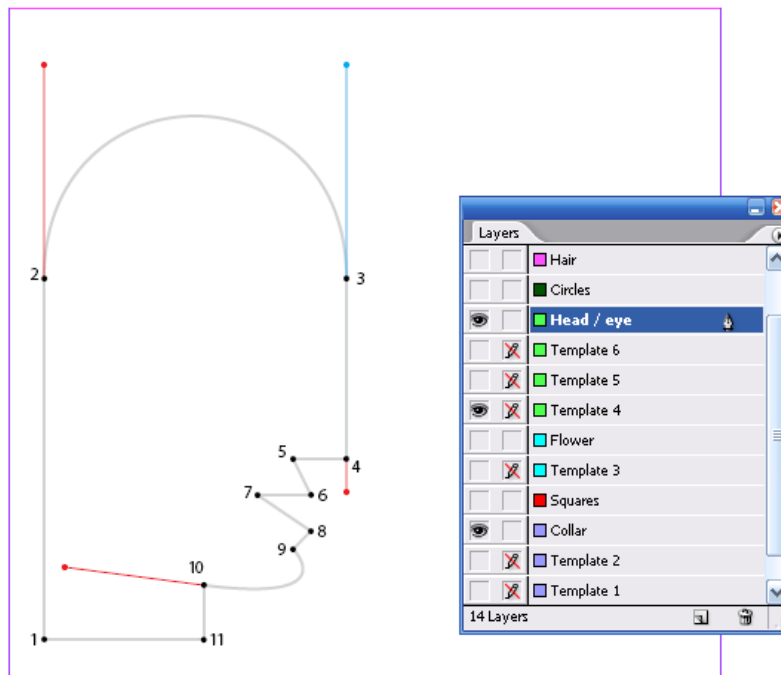 2
3
5
4
7
6
8
9
10
1
11
Layers
Hair
Circles
Head / eye
Template 6
Template 5
Template 4
Flower
Template 3
Squares
Collar
Template 2
Template 1
14 Layers